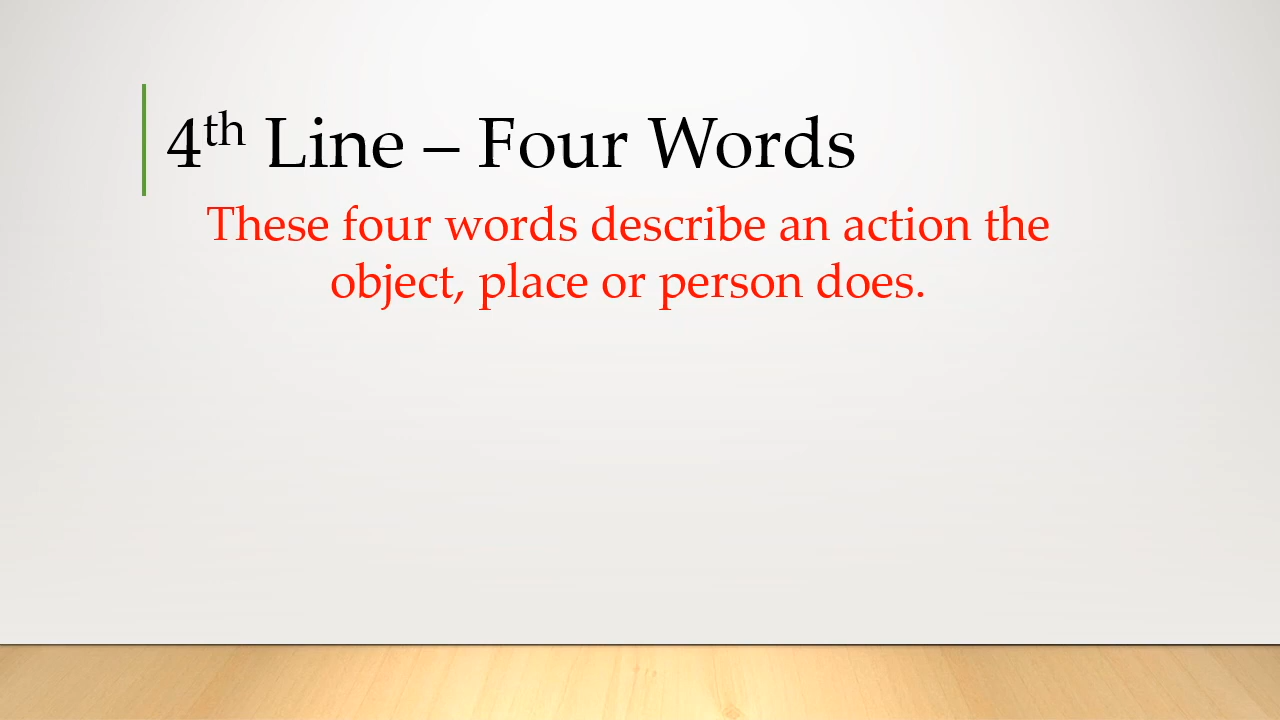 4th Line – Four Words
These four words describe an action the
object, place or person does.